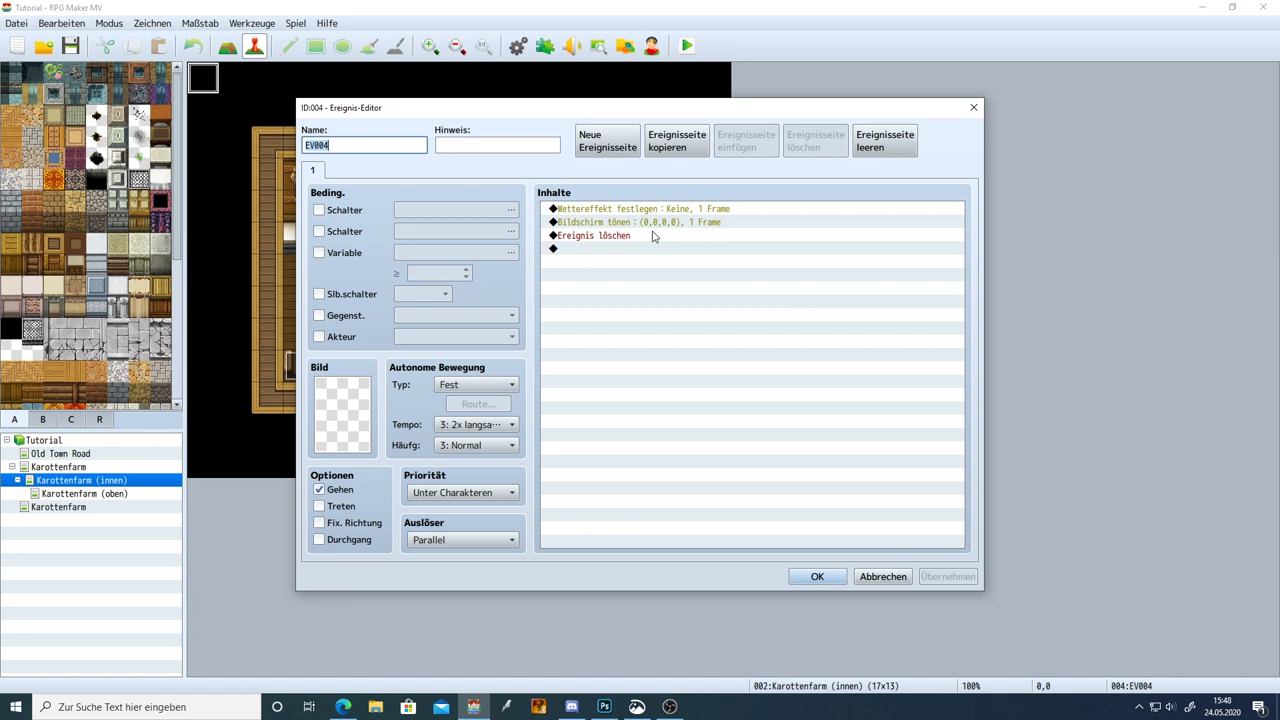 Tutorial - RPG Maker MV
Datei Bearbeiten Modus Zeichnen Maßstab Werkzeuge Spiel Hilfe
ID:004 - Ereignis-Editor
Name: Hinweis:
EV004
Neue Ereignisseite
Ereignisseite kopieren
Ereignisseite einfügen
Ereignisseite löschen
Ereignisseite leeren
1
Beding.
Schalter ...
Schalter ...
Variable ...
≥
Slb.schalter
Gegenst.
Akteur
Bild
Autonome Bewegung
Typ: Fest
Route...
Tempo: 3: 2x langsa···
Häufg: 3: Normal
Optionen
Gehen
Treten
Fix. Richtung
Durchgang
Priorität
Unter Charakteren
Auslöser
Parallel
Inhalte
◆Wettereffekt festlegen：Keine, 1 Frame
◆Bildschirm tönen：(0,0,0,0), 1 Frame
◆Ereignis löschen
◆
OK Abbrechen Übernehmen
A B C R
Tutorial
Old Town Road
Karottenfarm
Karottenfarm (innen)
Karottenfarm (oben)
Karottenfarm
002:Karottenfarm (innen) (17x13) 100% 0,0 004:EV004
Zur Suche Text hier eingeben
15:48
24.05.2020